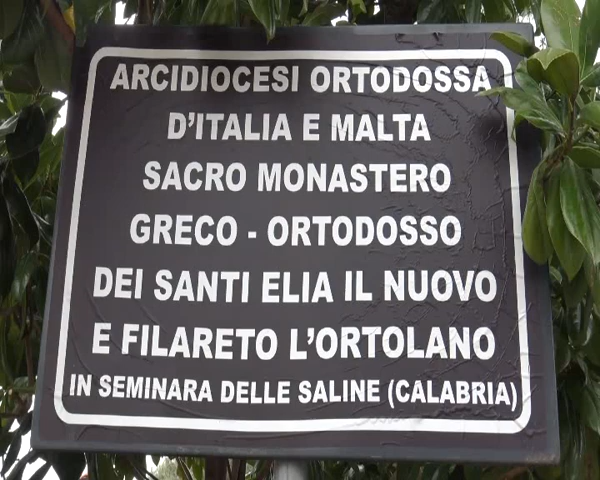 ARCIDIOCESI ORTODOSSA
D'ITALIA E MALTA
SACRO MONASTERO
GRECO - ORTODOSSO
DEI SANTI ELIA IL NUOVO
E FILARETO L'ORTOLANO
IN SEMINARA DELLE SALINE (CALABRIA)